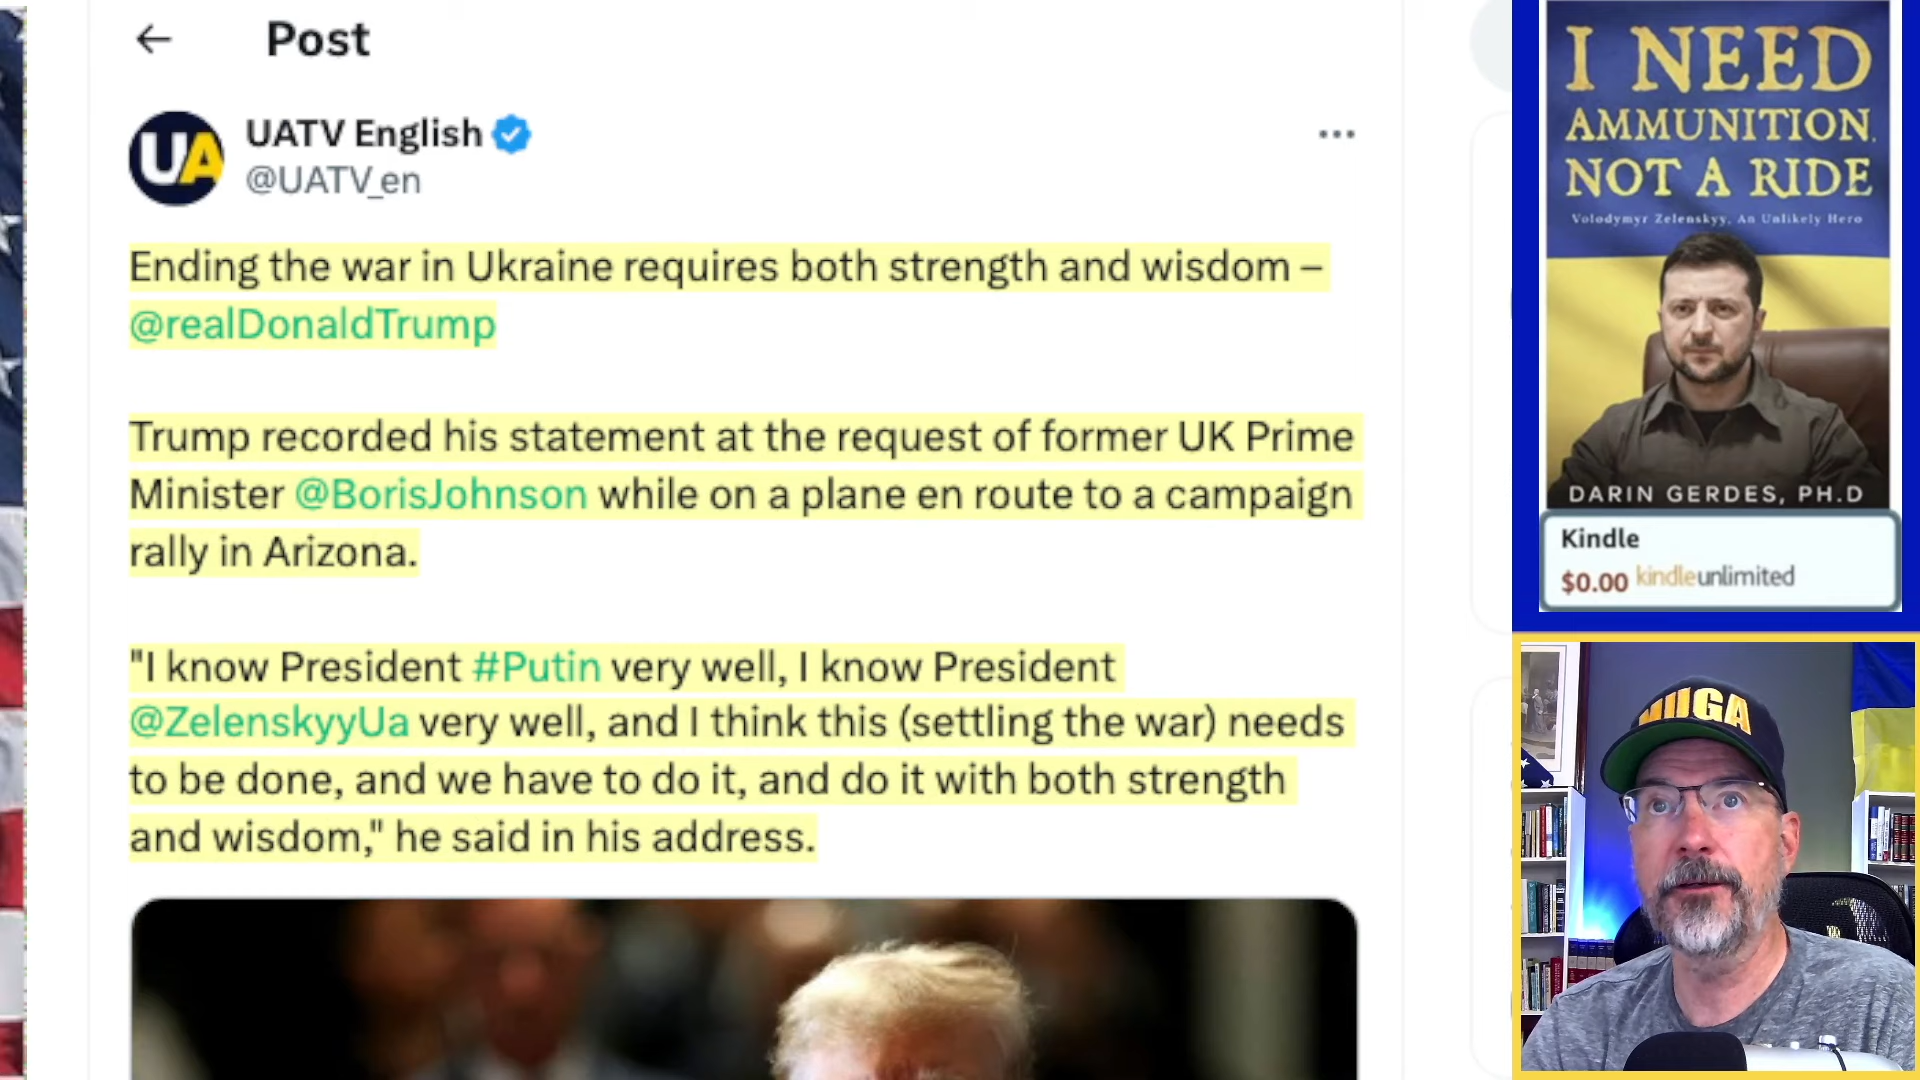 Post
UATV English
@UATV_en
UA
Ending the war in Ukraine requires both strength and wisdom –
@realDonaldTrump
Trump recorded his statement at the request of former UK Prime
Minister @BorisJohnson while on a plane en route to a campaign
rally in Arizona.
"I know President #Putin very well, I know President
@ZelenskyyUa very well, and I think this (settling the war) needs
to be done, and we have to do it, and do it with both strength
and wisdom," he said in his address.
I NEED
AMMUNITION,
NOT A RIDE
Volodymyr Zelenskyy, An Unlikely Hero
DARIN GERDES, PH.D
Kindle
$0.00 kindleunlimited
MUGA